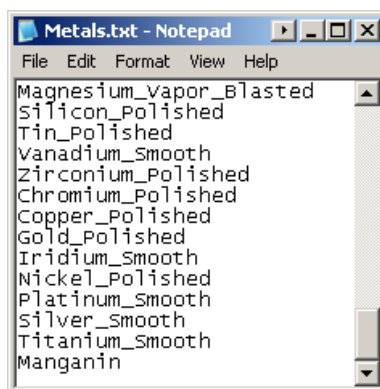 Metals.txt - Notepad
File Edit Format View Help
Magnesium_Vapor_Blasted
Silicon_Polished
Tin_Polished
Vanadium_Smooth
Zirconium_Polished
Chromium_Polished
Copper_Polished
Gold_Polished
Iridium_Smooth
Nickel_Polished
Platinum_Smooth
Silver_Smooth
Titanium_Smooth
Manganin